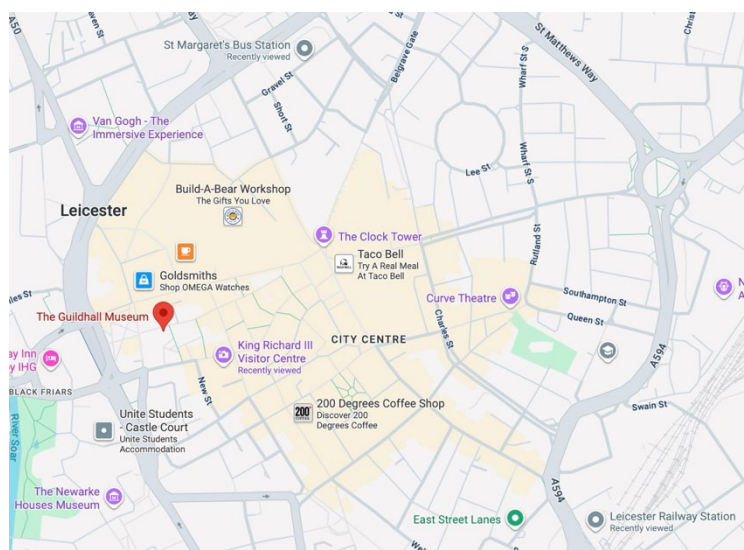 A50
St Margaret's Bus Station
Recently viewed
Gravel St
Short St
Belgrave Gate
Wharf St S
St Matthews Way
Van Gogh - The
Immersive Experience
Wharf St S
Lee St
Build-A-Bear Workshop
The Gifts You Love
Leicester
The Clock Tower
Rutland St
Taco Bell
Try A Real Meal
At Taco Bell
Goldsmiths
Shop OMEGA Watches
Curve Theatre
Southampton St
The Guildhall Museum
Queen St
King Richard III
Visitor Centre
Recently viewed
CITY CENTRE
Charles St
A594
BLACK FRIARS
New St
200
COFFEE
200 Degrees Coffee Shop
Discover 200
Degrees Coffee
Swain St
Unite Students
- Castle Court
Unite Students
Accommodation
River Soar
The Newarke
Houses Museum
A594
East Street Lanes
Leicester Railway Station
Recently viewed